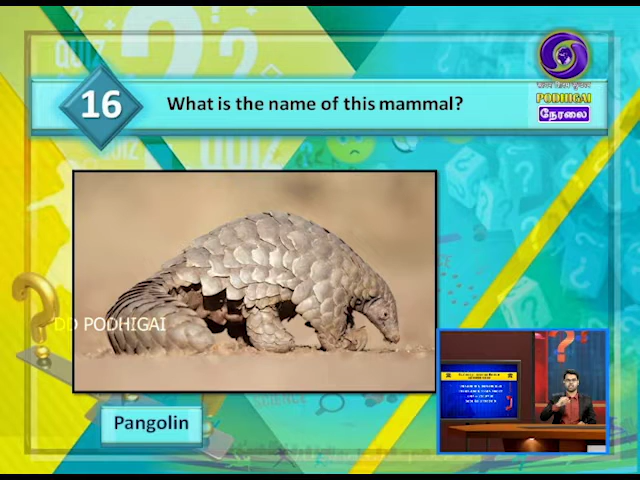 16
What is the name of this mammal?
PODHIGAI
நேரலை
DD PODHIGAI
Pangolin